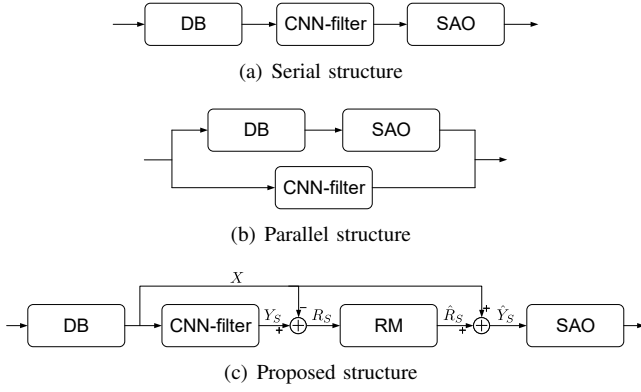 DB CNN-filter SAO
(a) Serial structure
DB SAO
CNN-filter
(b) Parallel structure
X
DB CNN-filter Y_S + − R_S RM R̂_S + + Ŷ_S SAO
(c) Proposed structure